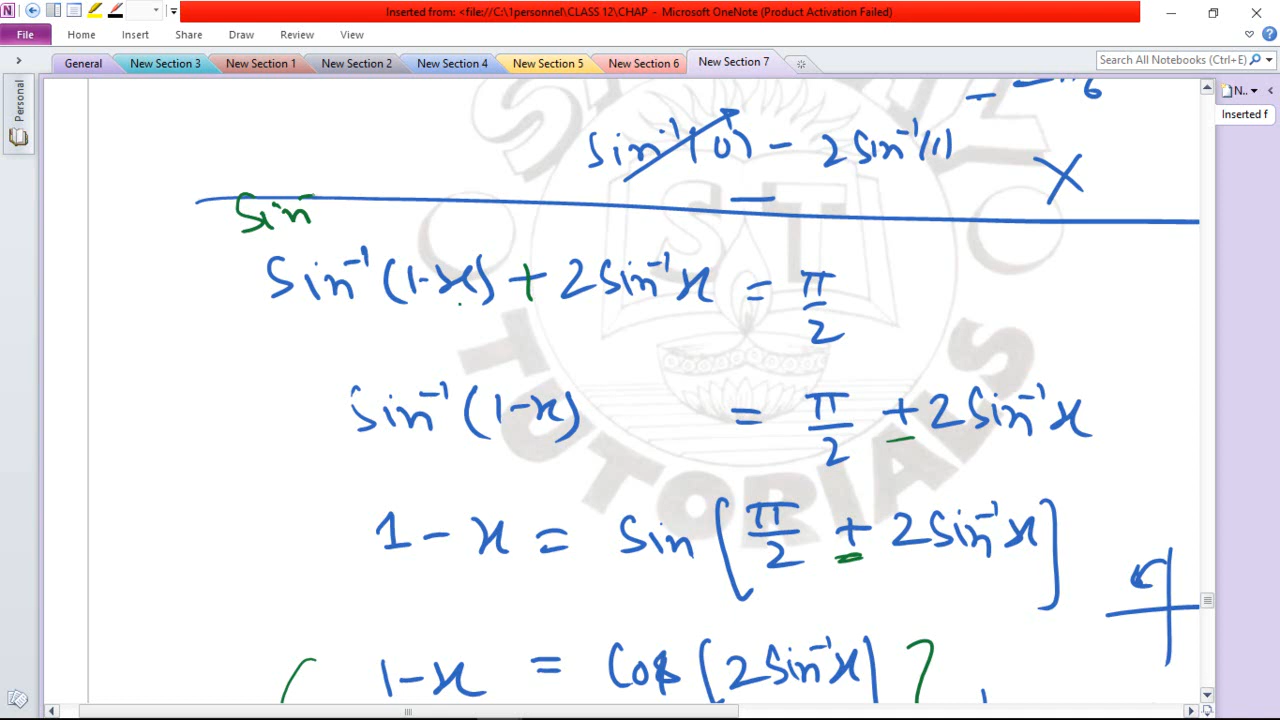 Inserted from: <file://C:\1personnel\CLASS 12\CHAP - Microsoft OneNote (Product Activation Failed)
File Home Insert Share Draw Review View
General New Section 3 New Section 1 New Section 2 New Section 4 New Section 5 New Section 6 New Section 7 Search All Notebooks (Ctrl+E)
Personal
N..
Inserted f
6
Sin⁻¹(0) - 2Sin⁻¹(1) X
Sin
Sin⁻¹(1-x) + 2Sin⁻¹x = π/2
Sin⁻¹(1-x) = π/2 + 2Sin⁻¹x
1 - x = Sin[π/2 + 2Sin⁻¹x]
1-x = Cos(2Sin⁻¹x)
TUTORIALS
ST